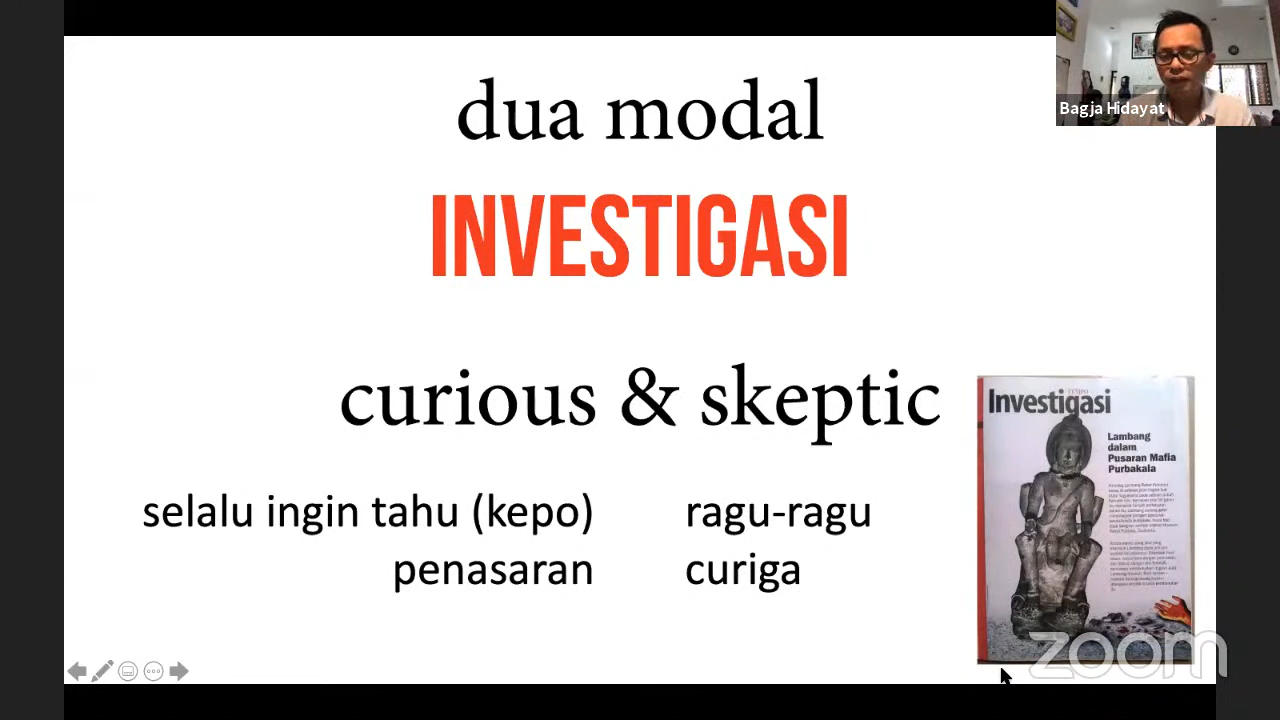 dua modal
INVESTIGASI
curious & skeptic
selalu ingin tahu (kepo)
penasaran
ragu-ragu
curiga
Bagja Hidayat
TEMPO
Investigasi
Lambang
dalam
Pusaran Mafia
Purbakala
zoom